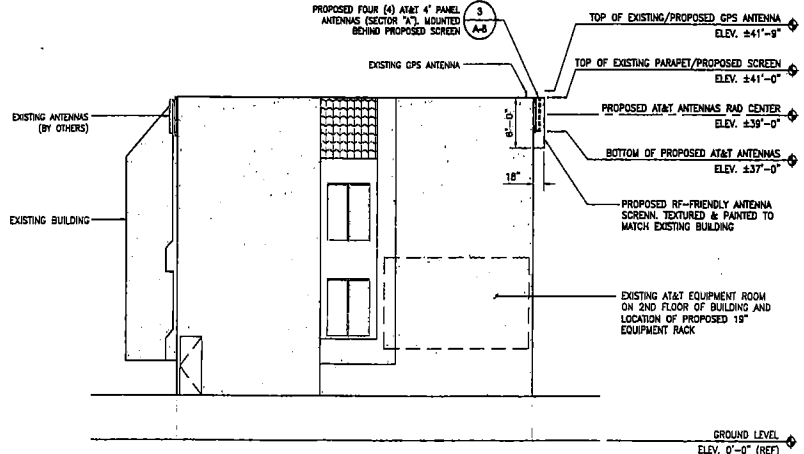 PROPOSED FOUR (4) AT&T 4' PANEL
ANTENNAS (SECTOR "A"). MOUNTED
BEHIND PROPOSED SCREEN
3
A-8
EXISTING GPS ANTENNA
TOP OF EXISTING/PROPOSED GPS ANTENNA
ELEV. ±41'-9"
TOP OF EXISTING PARAPET/PROPOSED SCREEN
ELEV. ±41'-0"
EXISTING ANTENNAS
(BY OTHERS)
6'-0"
PROPOSED AT&T ANTENNAS RAD CENTER
ELEV. ±39'-0"
BOTTOM OF PROPOSED AT&T ANTENNAS
ELEV. ±37'-0"
18"
EXISTING BUILDING
PROPOSED RF-FRIENDLY ANTENNA
SCRENN. TEXTURED & PAINTED TO
MATCH EXISTING BUILDING
EXISTING AT&T EQUIPMENT ROOM
ON 2ND FLOOR OF BUILDING AND
LOCATION OF PROPOSED 19"
EQUIPMENT RACK
GROUND LEVEL
ELEV. 0'-0" (REF)